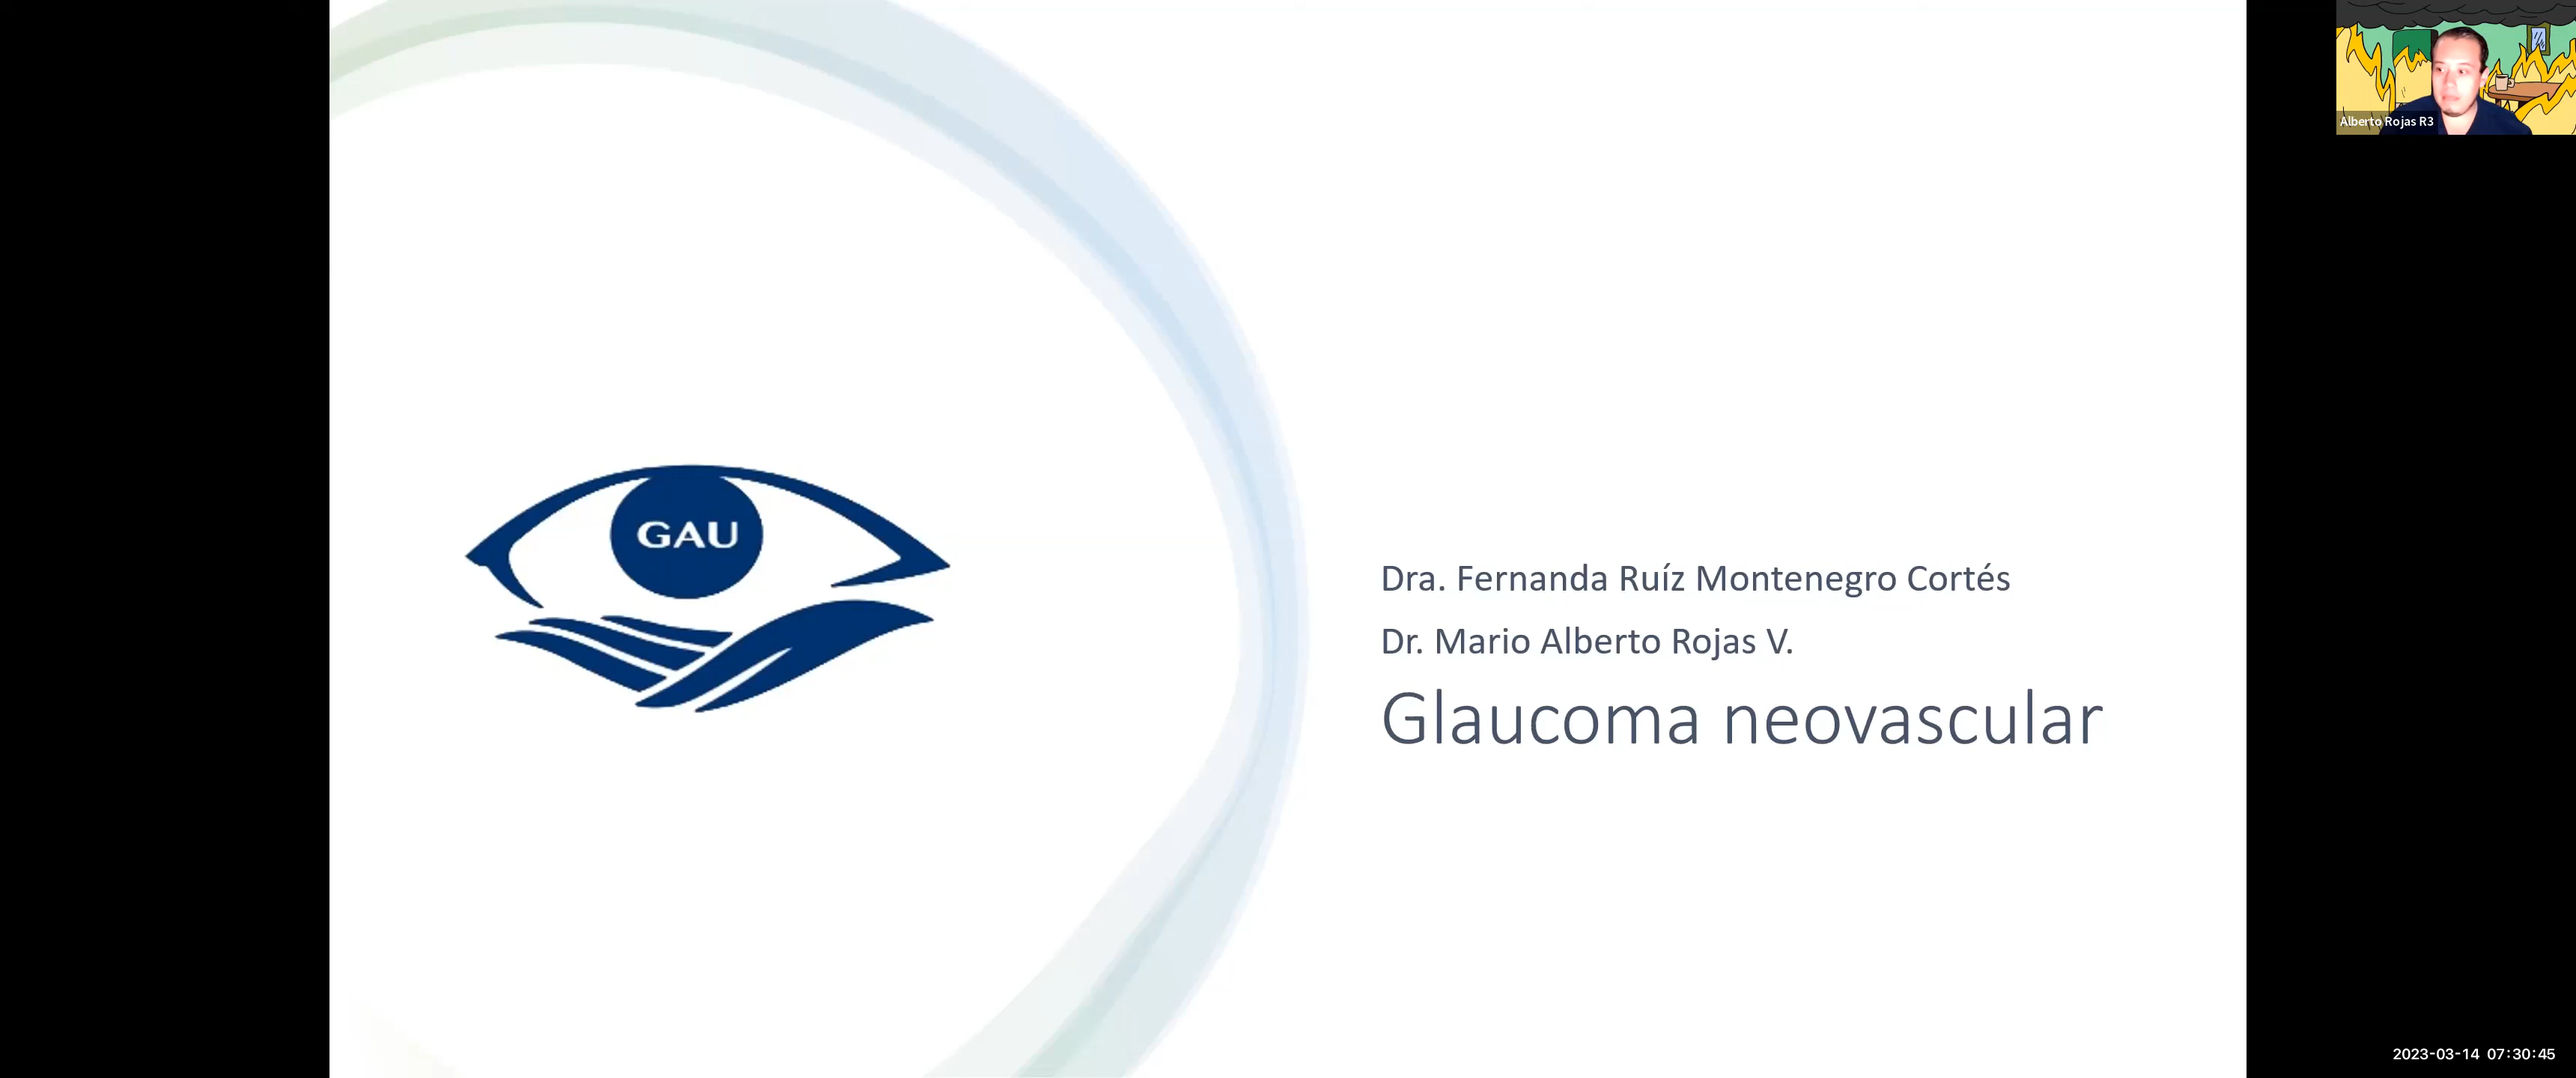 Alberto Rojas R3
GAU
Dra. Fernanda Ruíz Montenegro Cortés
Dr. Mario Alberto Rojas V.
Glaucoma neovascular
2023-03-14 07:30:45